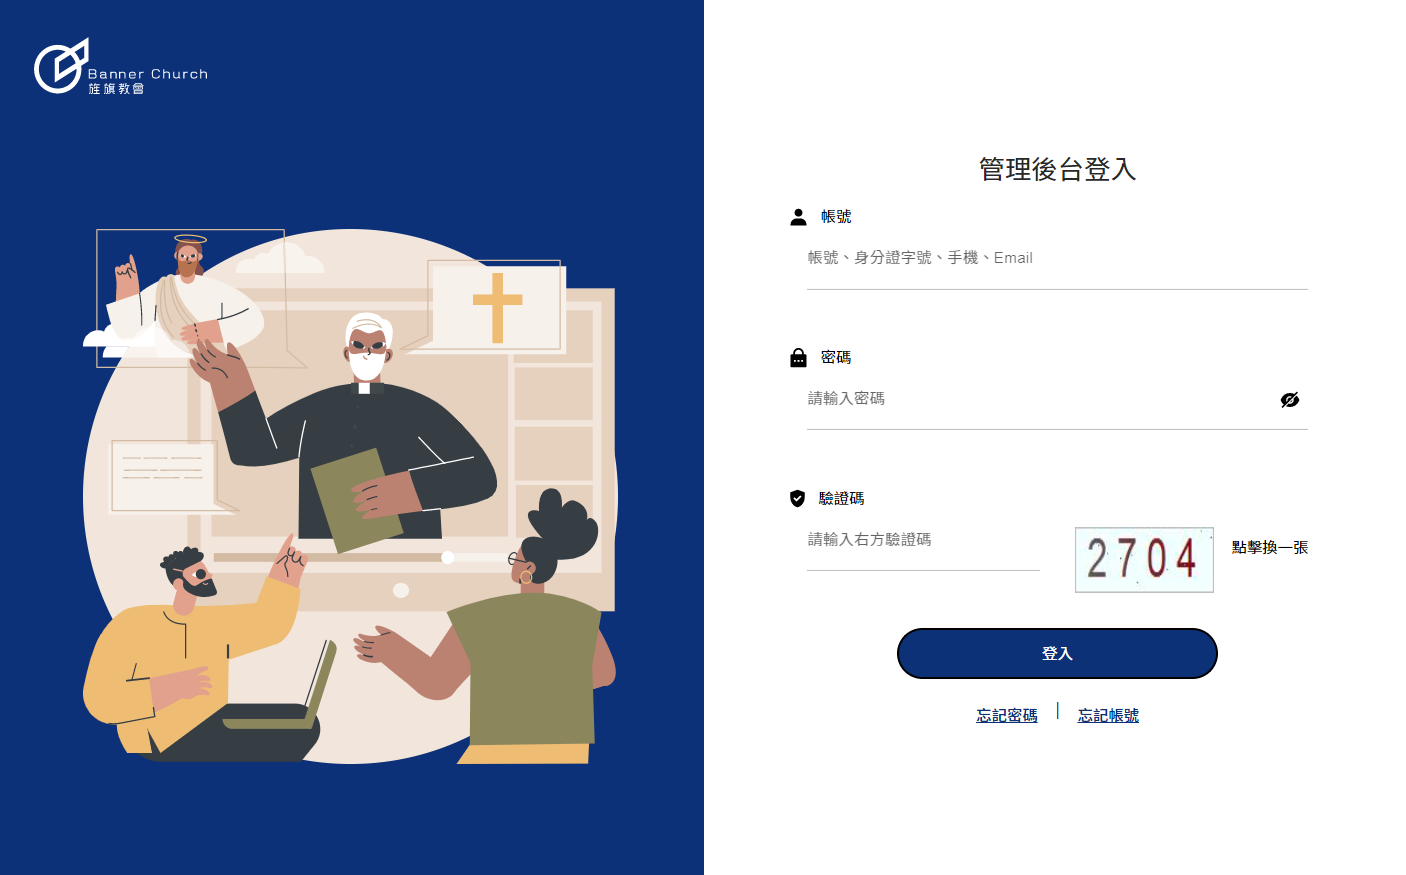 Banner Church
旌旗教會
管理後台登入
帳號
帳號、身分證字號、手機、Email
密碼
請輸入密碼
驗證碼
請輸入右方驗證碼
2704
點擊換一張
登入
忘記密碼 | 忘記帳號